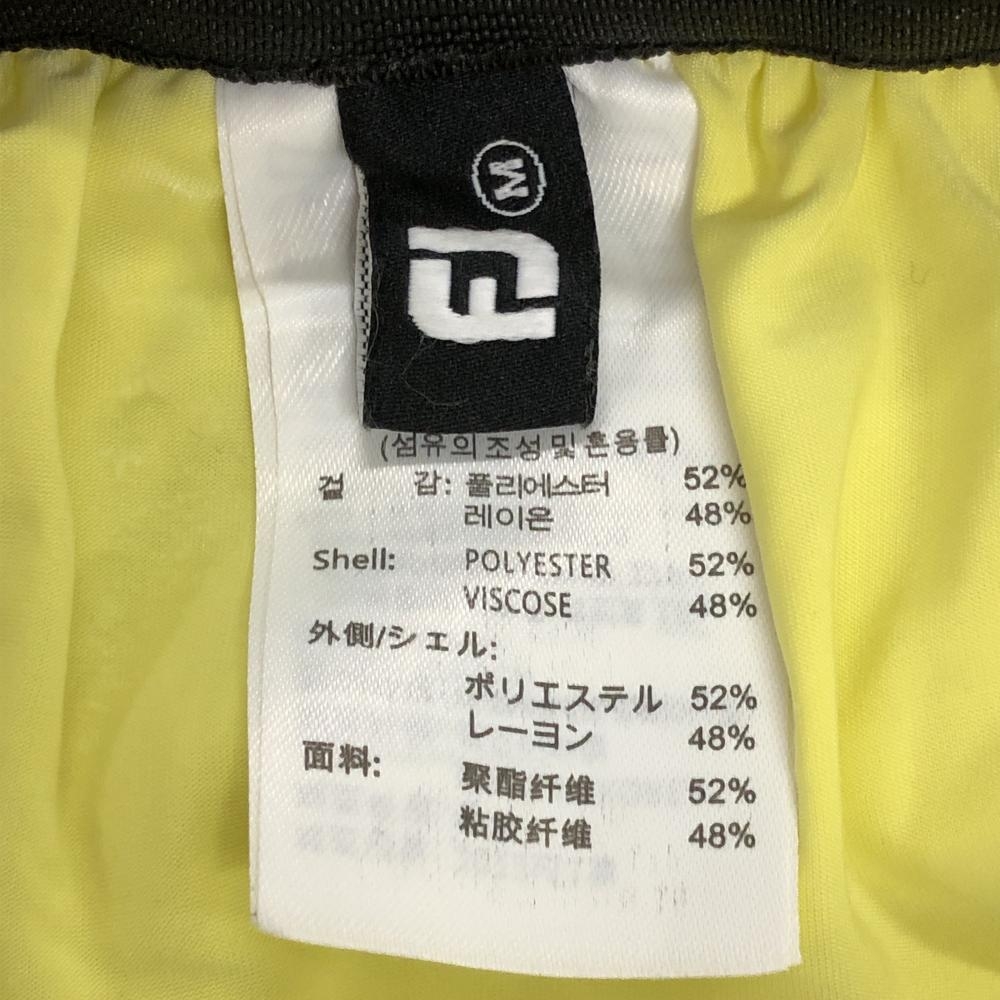 M
FJ
(섬유의 조성 및 혼용률)
겉 감: 폴리에스터 52%
레이온 48%
Shell: POLYESTER 52%
VISCOSE 48%
外側/シェル:
ポリエステル 52%
レーヨン 48%
面料:
聚酯纤维 52%
粘胶纤维 48%